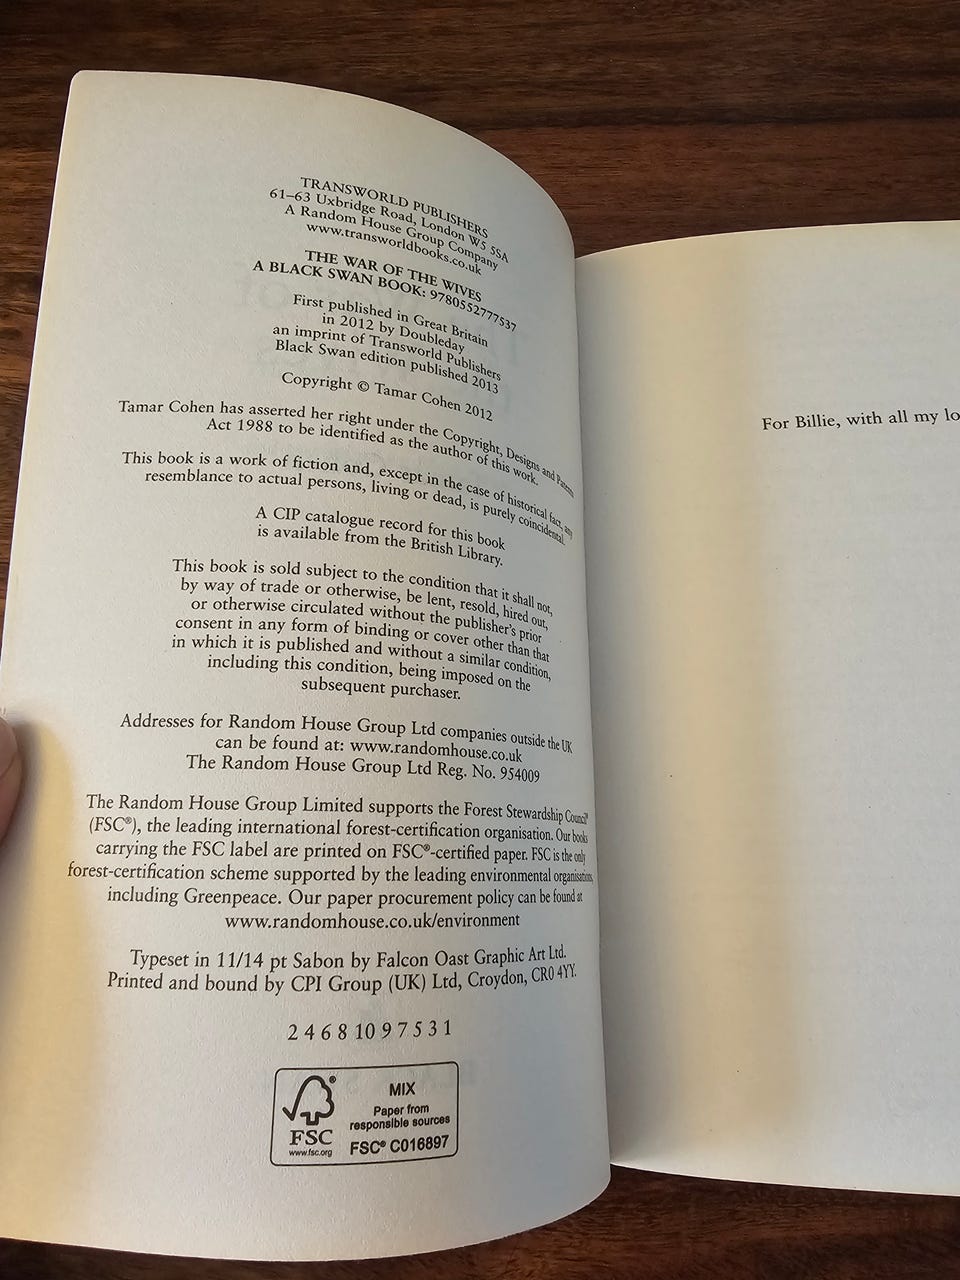 TRANSWORLD PUBLISHERS
61–63 Uxbridge Road, London W5 5SA
A Random House Group Company
www.transworldbooks.co.uk
THE WAR OF THE WIVES
A BLACK SWAN BOOK: 9780552777537
First published in Great Britain
in 2012 by Doubleday
an imprint of Transworld Publishers
Black Swan edition published 2013
Copyright © Tamar Cohen 2012
Tamar Cohen has asserted her right under the Copyright, Designs and Patents
Act 1988 to be identified as the author of this work.
This book is a work of fiction and, except in the case of historical fact, any
resemblance to actual persons, living or dead, is purely coincidental.
A CIP catalogue record for this book
is available from the British Library.
This book is sold subject to the condition that it shall not,
by way of trade or otherwise, be lent, resold, hired out,
or otherwise circulated without the publisher's prior
consent in any form of binding or cover other than that
in which it is published and without a similar condition,
including this condition, being imposed on the
subsequent purchaser.
Addresses for Random House Group Ltd companies outside the UK
can be found at: www.randomhouse.co.uk
The Random House Group Ltd Reg. No. 954009
The Random House Group Limited supports the Forest Stewardship Council®
(FSC®), the leading international forest-certification organisation. Our books
carrying the FSC label are printed on FSC®-certified paper. FSC is the only
forest-certification scheme supported by the leading environmental organisations,
including Greenpeace. Our paper procurement policy can be found at
www.randomhouse.co.uk/environment
Typeset in 11/14 pt Sabon by Falcon Oast Graphic Art Ltd.
Printed and bound by CPI Group (UK) Ltd, Croydon, CR0 4YY.
2 4 6 8 10 9 7 5 3 1
FSC
www.fsc.org
MIX
Paper from
responsible sources
FSC® C016897
For Billie, with all my lo